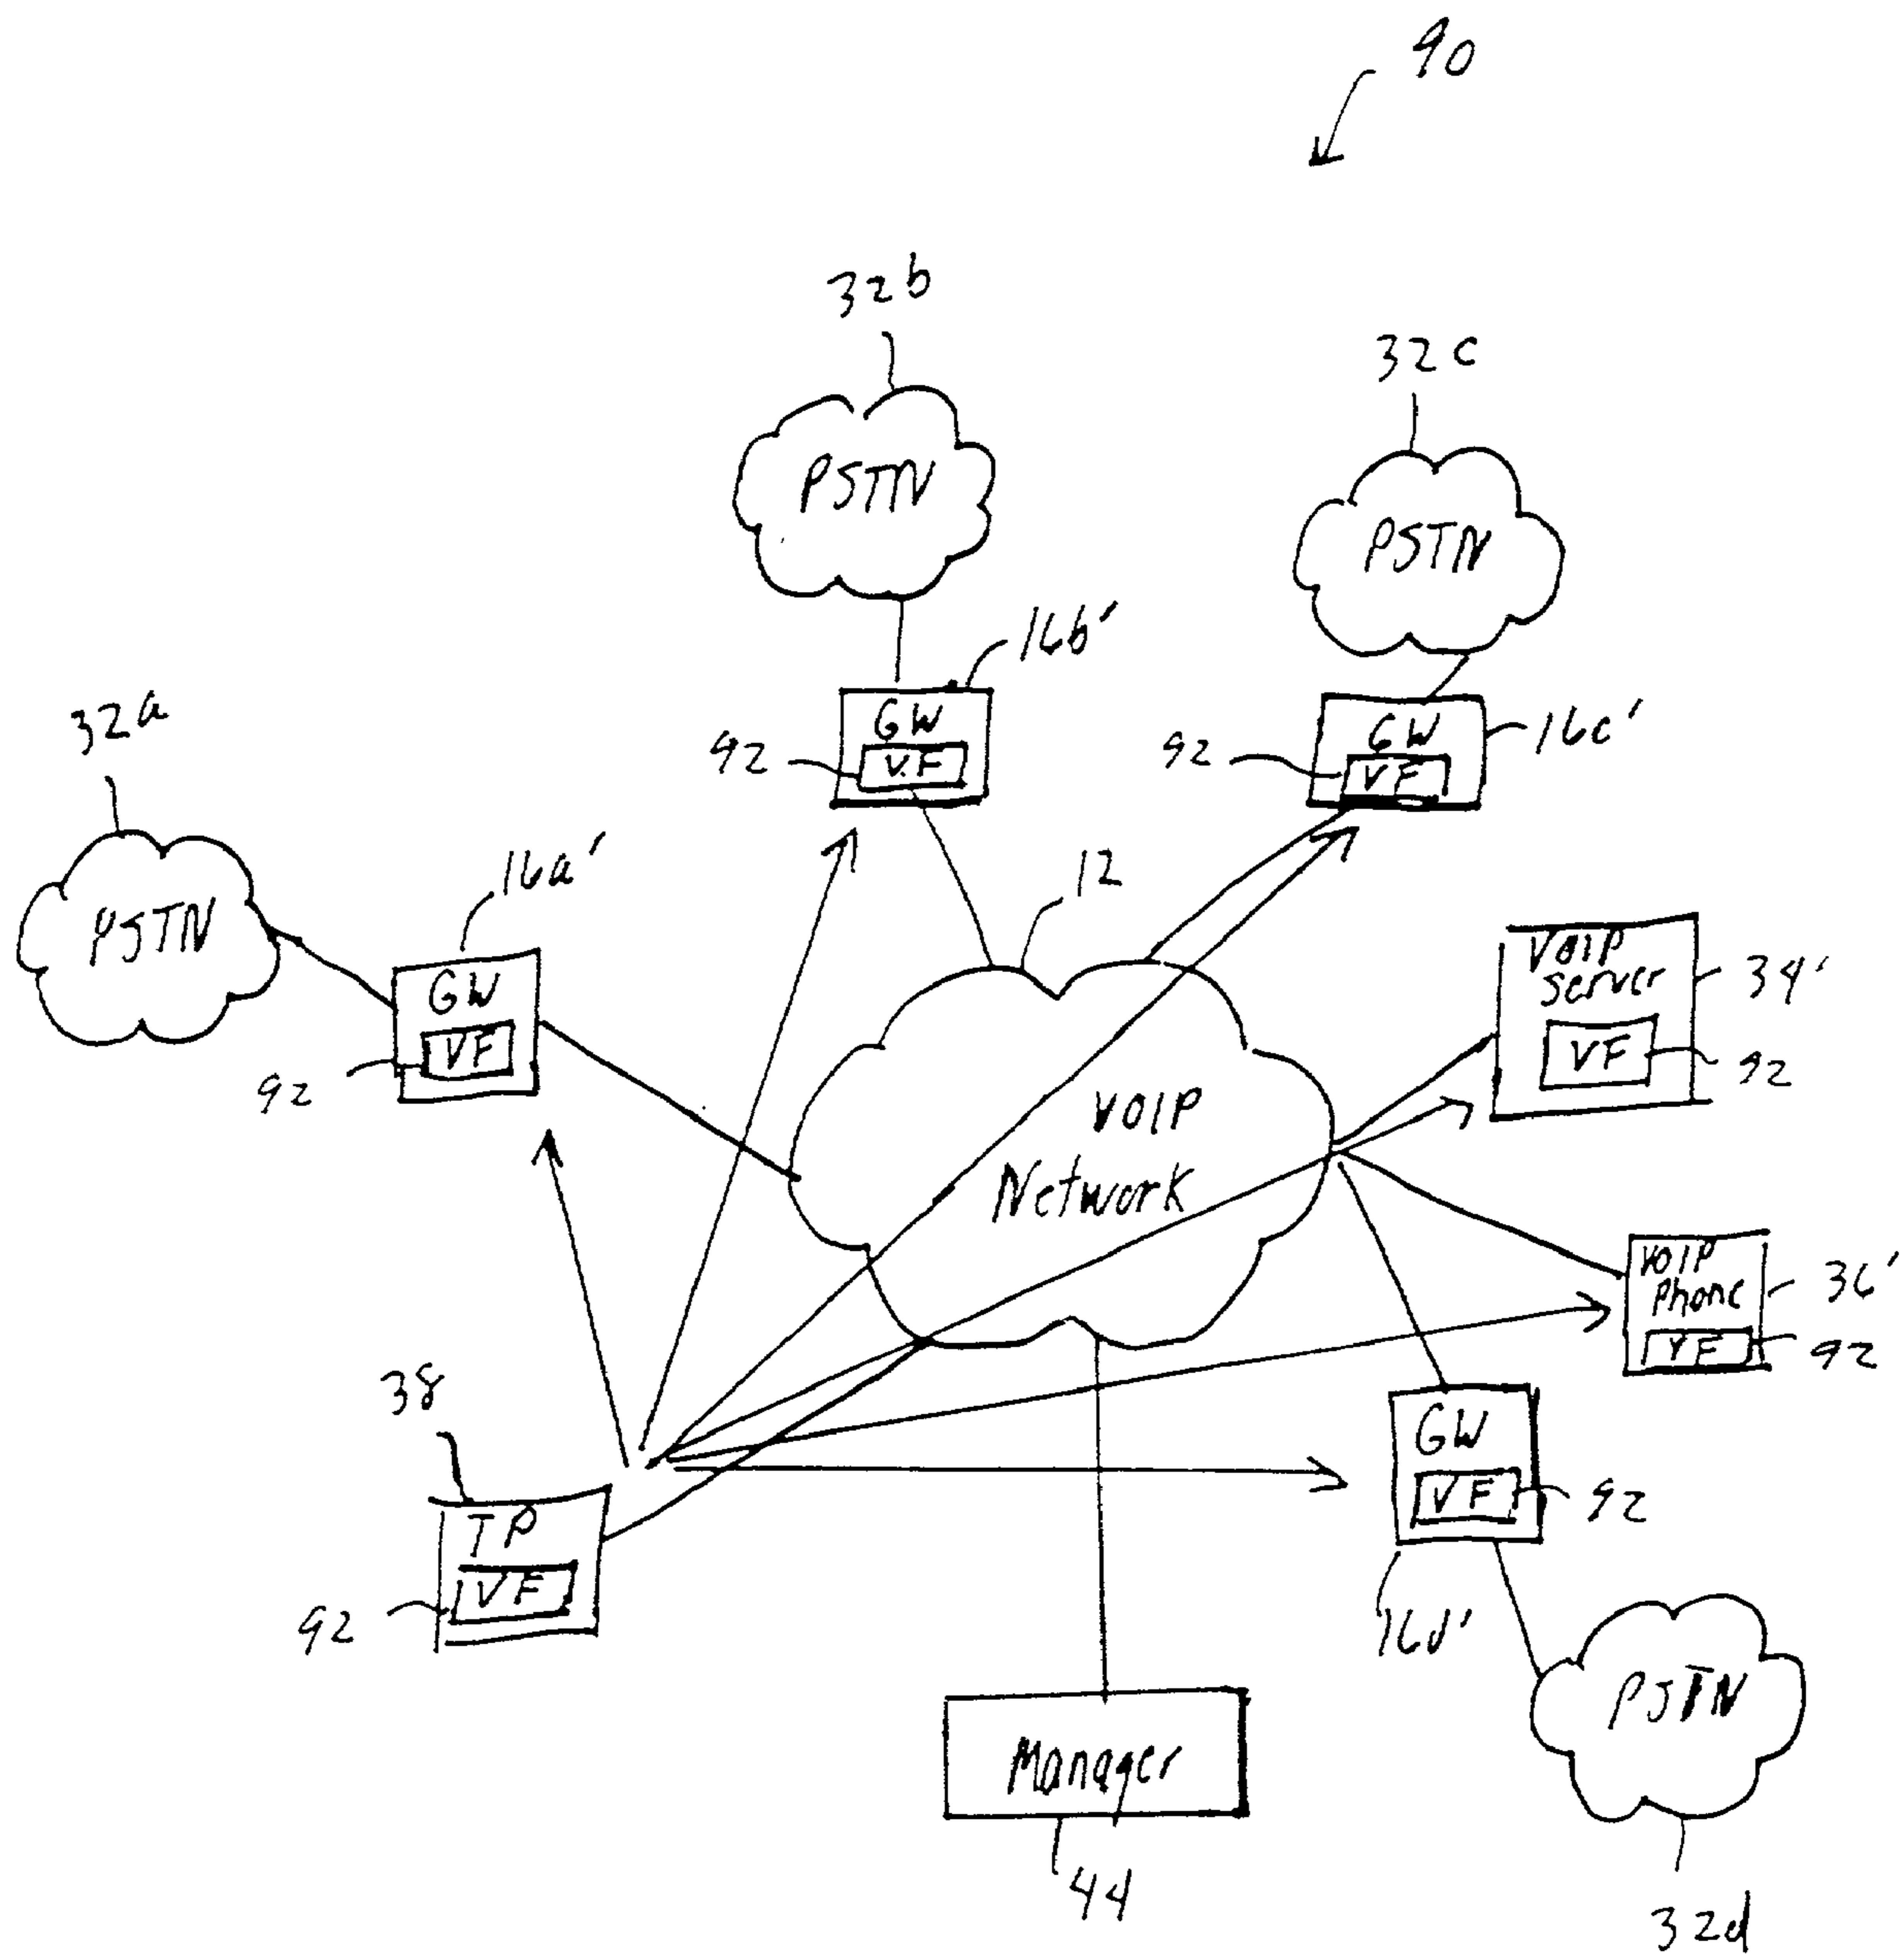 90
32b
32c
PSTN
PSTN
16b'
32a
GW
92
VF
GW
16c'
92
VF
16a'
12
PSTN
GW
VF
92
VOIP
Server
34'
VF
92
VOIP
Network
VOIP
Phone
36'
VF
92
38
GW
VF
92
TP
VF
92
16d'
PSTN
Manager
44
32d